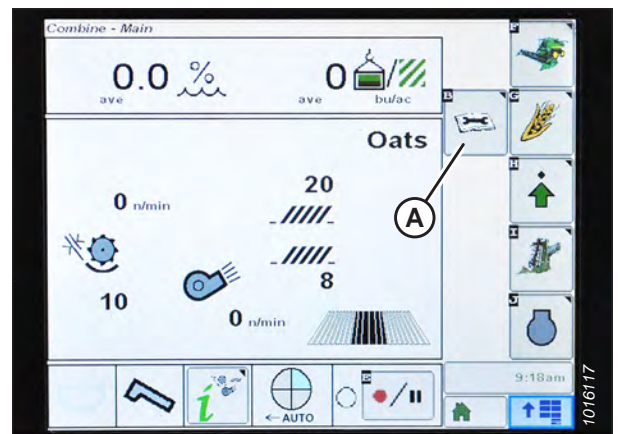 Combine - Main
0.0 %
ave
0 /
ave bu/ac
Oats
0 n/min
20
8
10
0 n/min
←AUTO
i
/II
B
F
G
H
I
J
E
A
9:18am
1016117